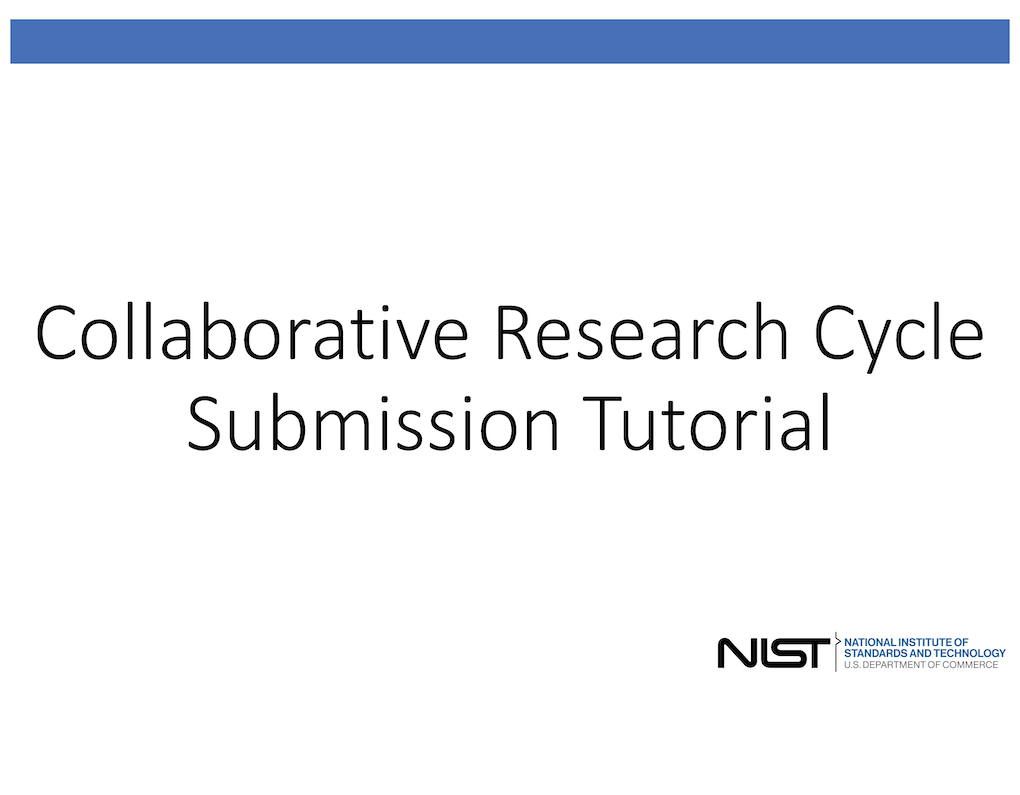 Collaborative Research Cycle
Submission Tutorial
NIST
NATIONAL INSTITUTE OF
STANDARDS AND TECHNOLOGY
U.S. DEPARTMENT OF COMMERCE